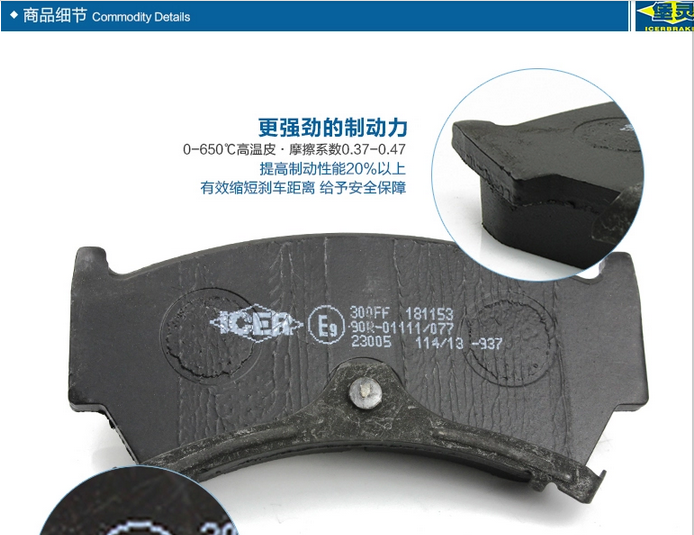 商品细节 Commodity Details
堡灵
ICERBRAK
更强劲的制动力
0-650℃高温皮·摩擦系数0.37-0.47
提高制动性能20%以上
有效缩短刹车距离 给予安全保障
ICER E9 300FF 181153
90R-01111/077
23005 114/13 -937